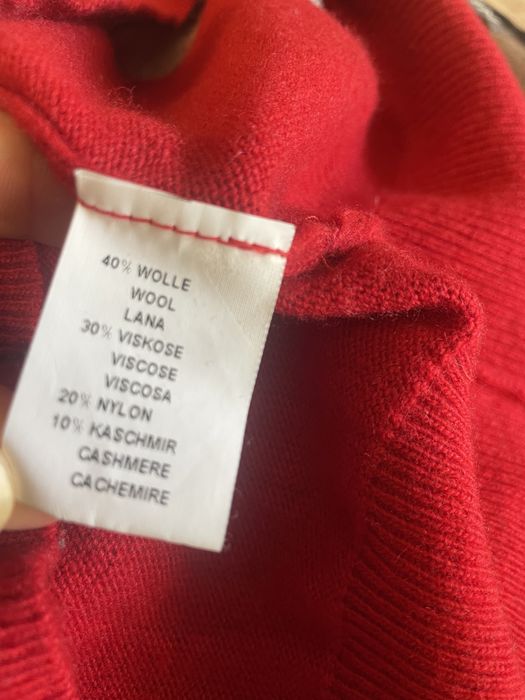 40% WOLLE
WOOL
LANA
30% VISKOSE
VISCOSE
VISCOSA
20% NYLON
10% KASCHMIR
CASHMERE
CACHEMIRE